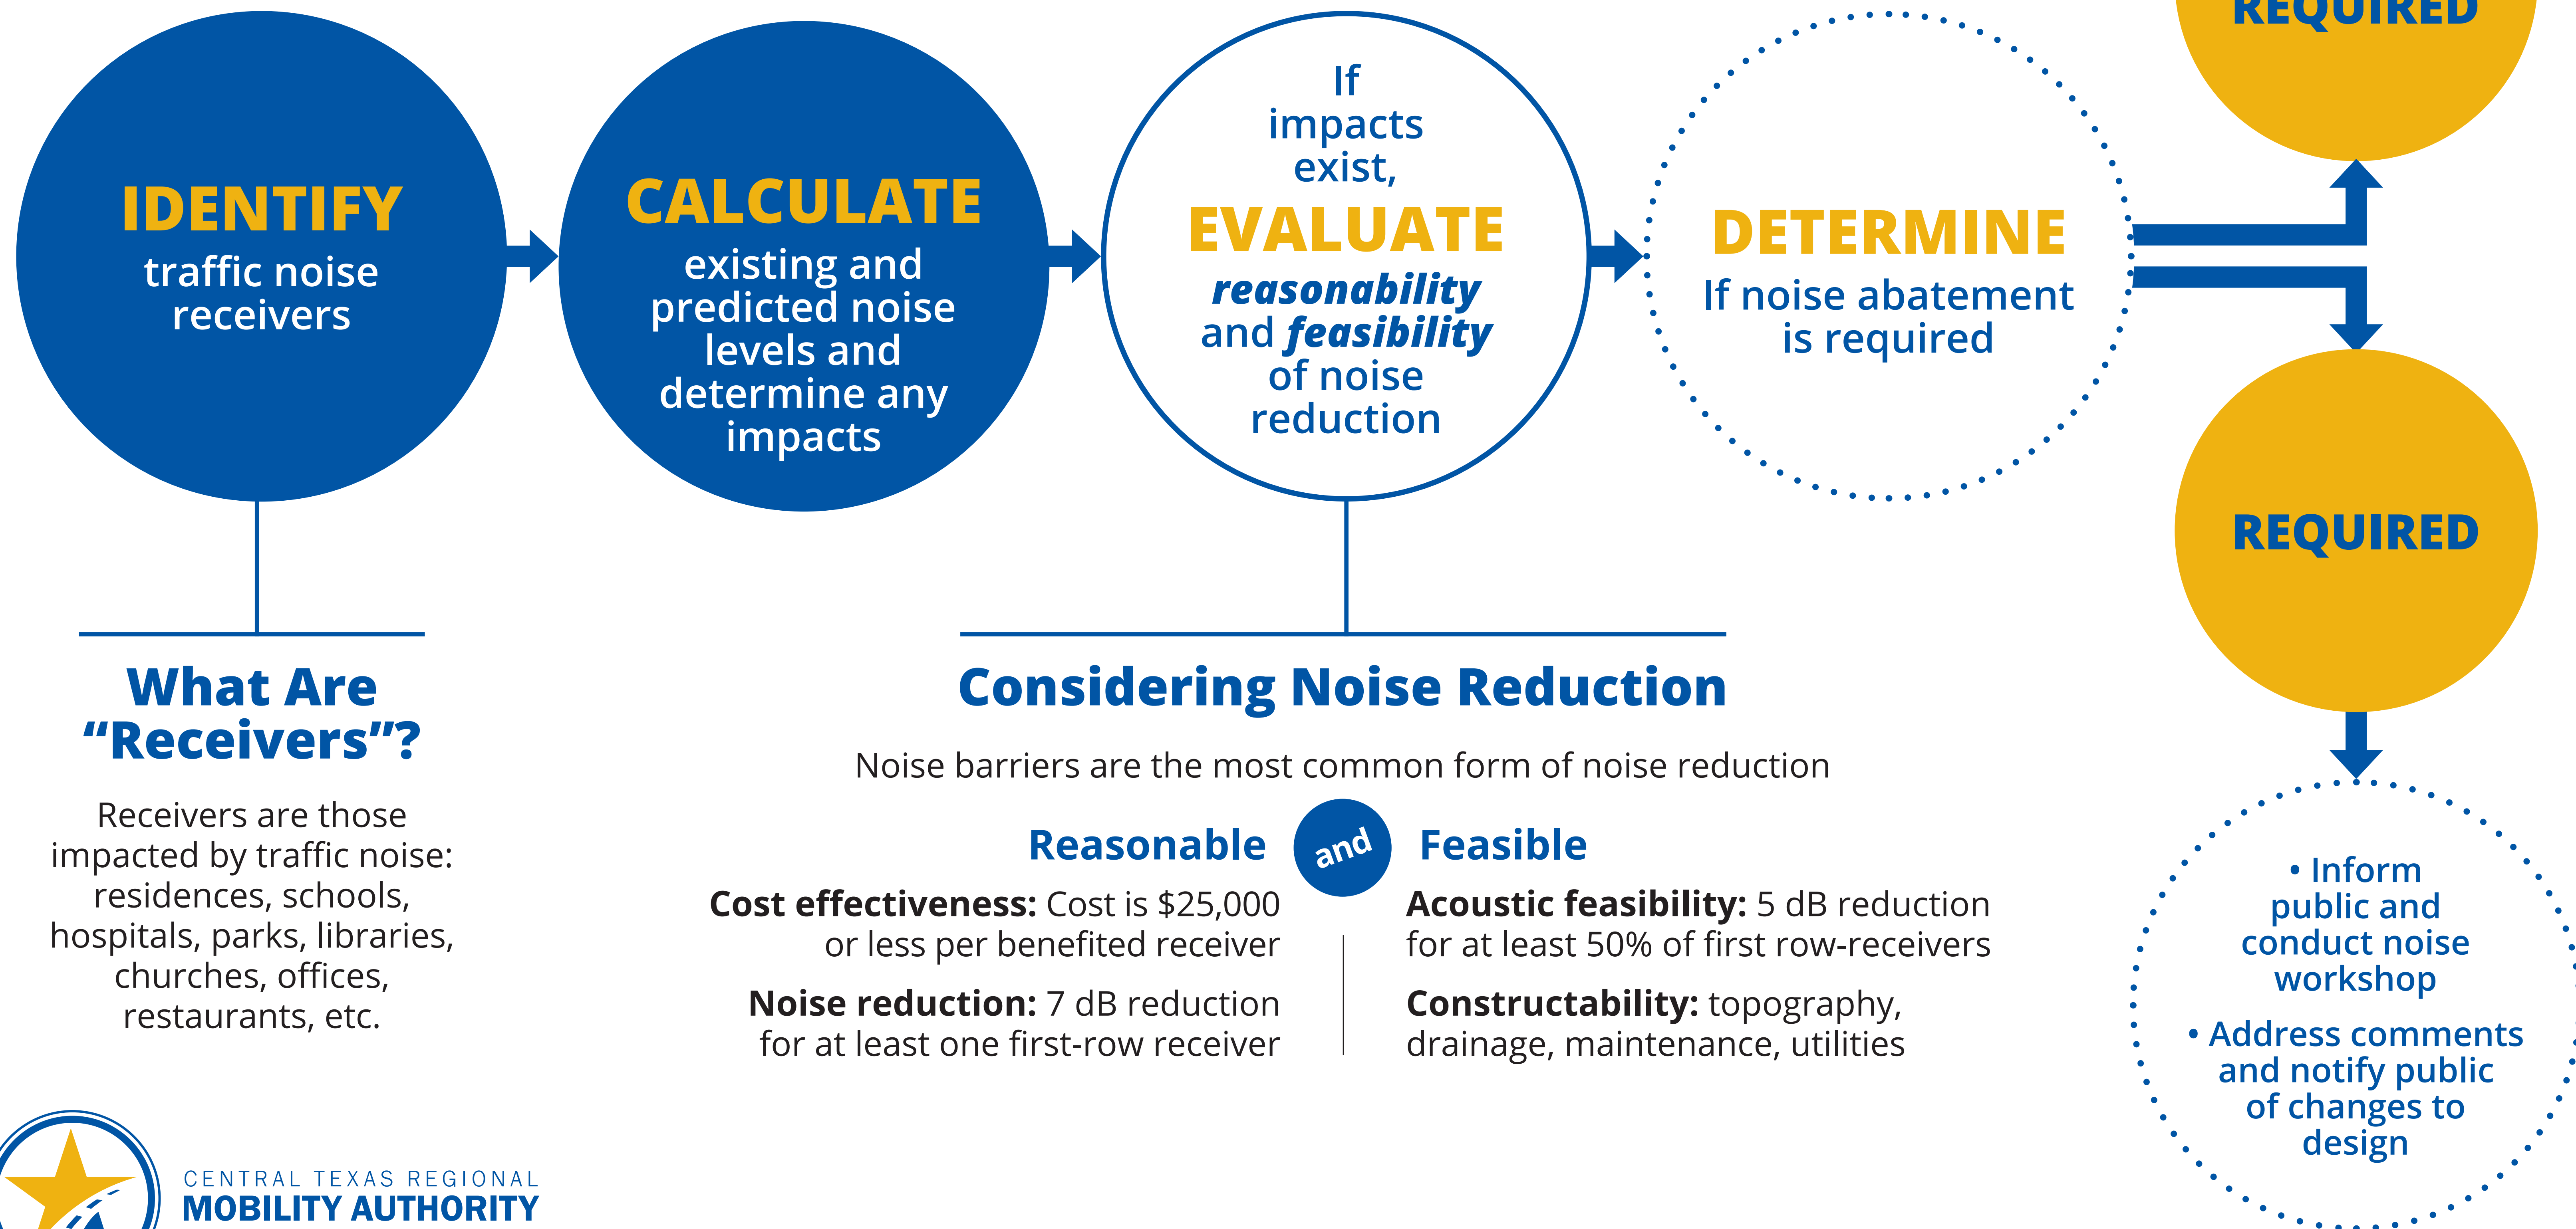 REQUIRED
IDENTIFY
traffic noise
receivers
CALCULATE
existing and
predicted noise
levels and
determine any
impacts
If
impacts
exist,
EVALUATE
reasonability
and feasibility
of noise
reduction
DETERMINE
If noise abatement
is required
REQUIRED
What Are
“Receivers”?
Receivers are those
impacted by traffic noise:
residences, schools,
hospitals, parks, libraries,
churches, offices,
restaurants, etc.
Considering Noise Reduction
Noise barriers are the most common form of noise reduction
Reasonable and Feasible
Cost effectiveness: Cost is $25,000
or less per benefited receiver
Noise reduction: 7 dB reduction
for at least one first-row receiver
Acoustic feasibility: 5 dB reduction
for at least 50% of first row-receivers
Constructability: topography,
drainage, maintenance, utilities
• Inform
public and
conduct noise
workshop
• Address comments
and notify public
of changes to
design
CENTRAL TEXAS REGIONAL
MOBILITY AUTHORITY